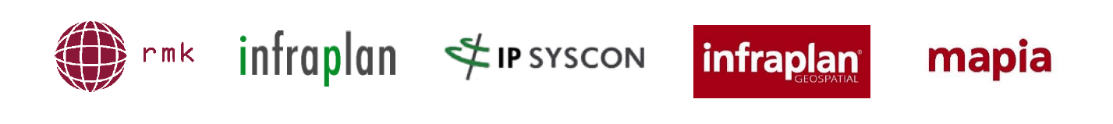 rmk
infraplan
IP SYSCON
infraplan®
GEOSPATIAL
mapia